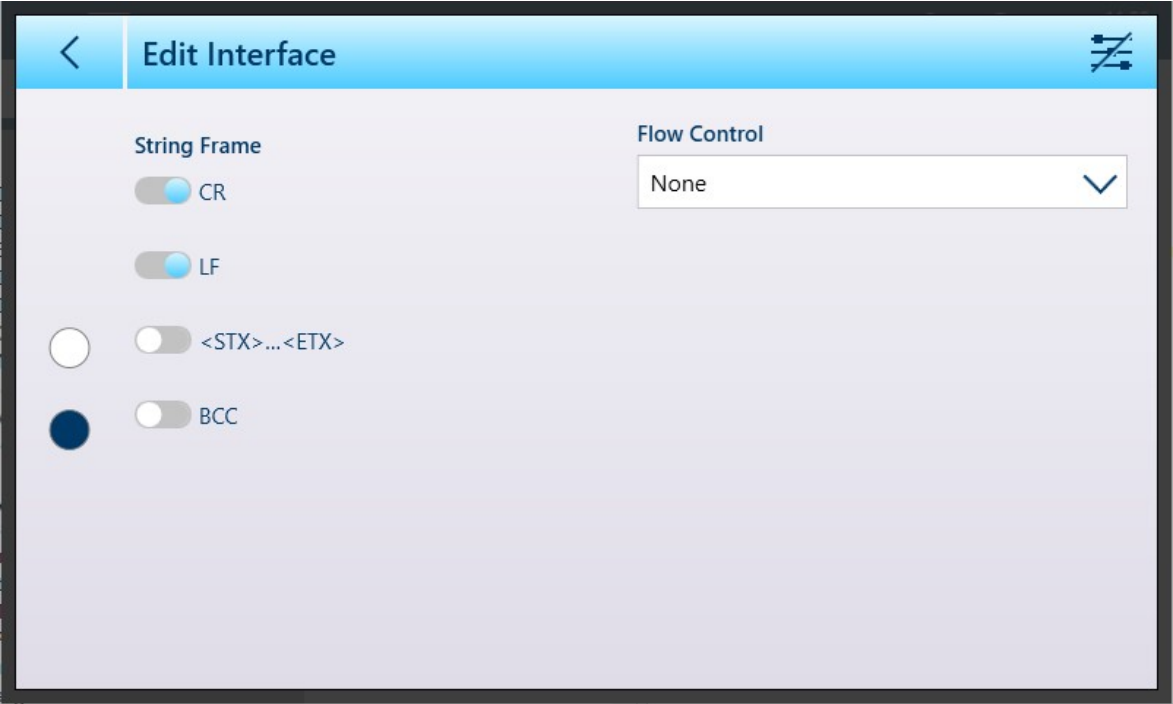 Edit Interface
String Frame
CR
LF
<STX>...<ETX>
BCC
Flow Control
None